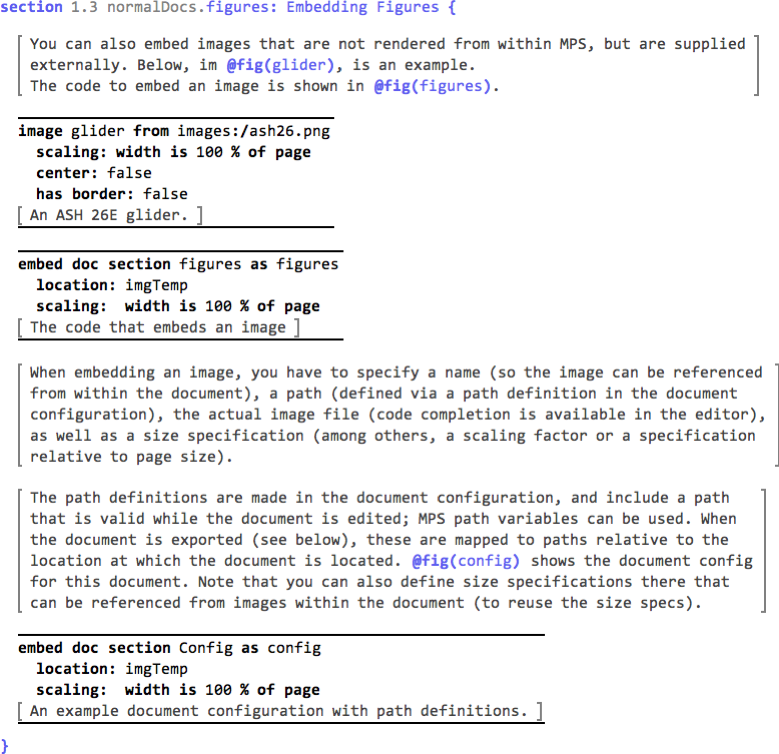 section 1.3 normalDocs.figures: Embedding Figures {
[ You can also embed images that are not rendered from within MPS, but are supplied ]
externally. Below, im @fig(glider), is an example.
The code to embed an image is shown in @fig(figures).
image glider from images:/ash26.png
scaling: width is 100 % of page
center: false
has border: false
[ An ASH 26E glider. ]
embed doc section figures as figures
location: imgTemp
scaling: width is 100 % of page
[ The code that embeds an image ]
When embedding an image, you have to specify a name (so the image can be referenced
from within the document), a path (defined via a path definition in the document
configuration), the actual image file (code completion is available in the editor),
as well as a size specification (among others, a scaling factor or a specification
relative to page size).
The path definitions are made in the document configuration, and include a path
that is valid while the document is edited; MPS path variables can be used. When
the document is exported (see below), these are mapped to paths relative to the
location at which the document is located. @fig(config) shows the document config
for this document. Note that you can also define size specifications there that
can be referenced from images within the document (to reuse the size specs).
embed doc section Config as config
location: imgTemp
scaling: width is 100 % of page
[ An example document configuration with path definitions. ]
}